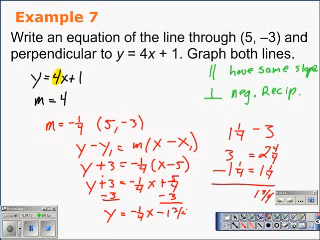 Example 7
Write an equation of the line through (5, –3) and
perpendicular to y = 4x + 1. Graph both lines.
y = 4x+1
m = 4
|| have same slope
⊥ neg. Recip.
m = -1/4 (5, -3)
y - y₁ = m(x - x₁)
y + 3 = -1/4(x - 5)
y + 3 = -1/4x + 5/4
-3 -3
y = -1/4x - 1 3/4
1 1/4 - 3
3 = 2 4/4
- 1 1/4 = 1 1/4
1 3/4